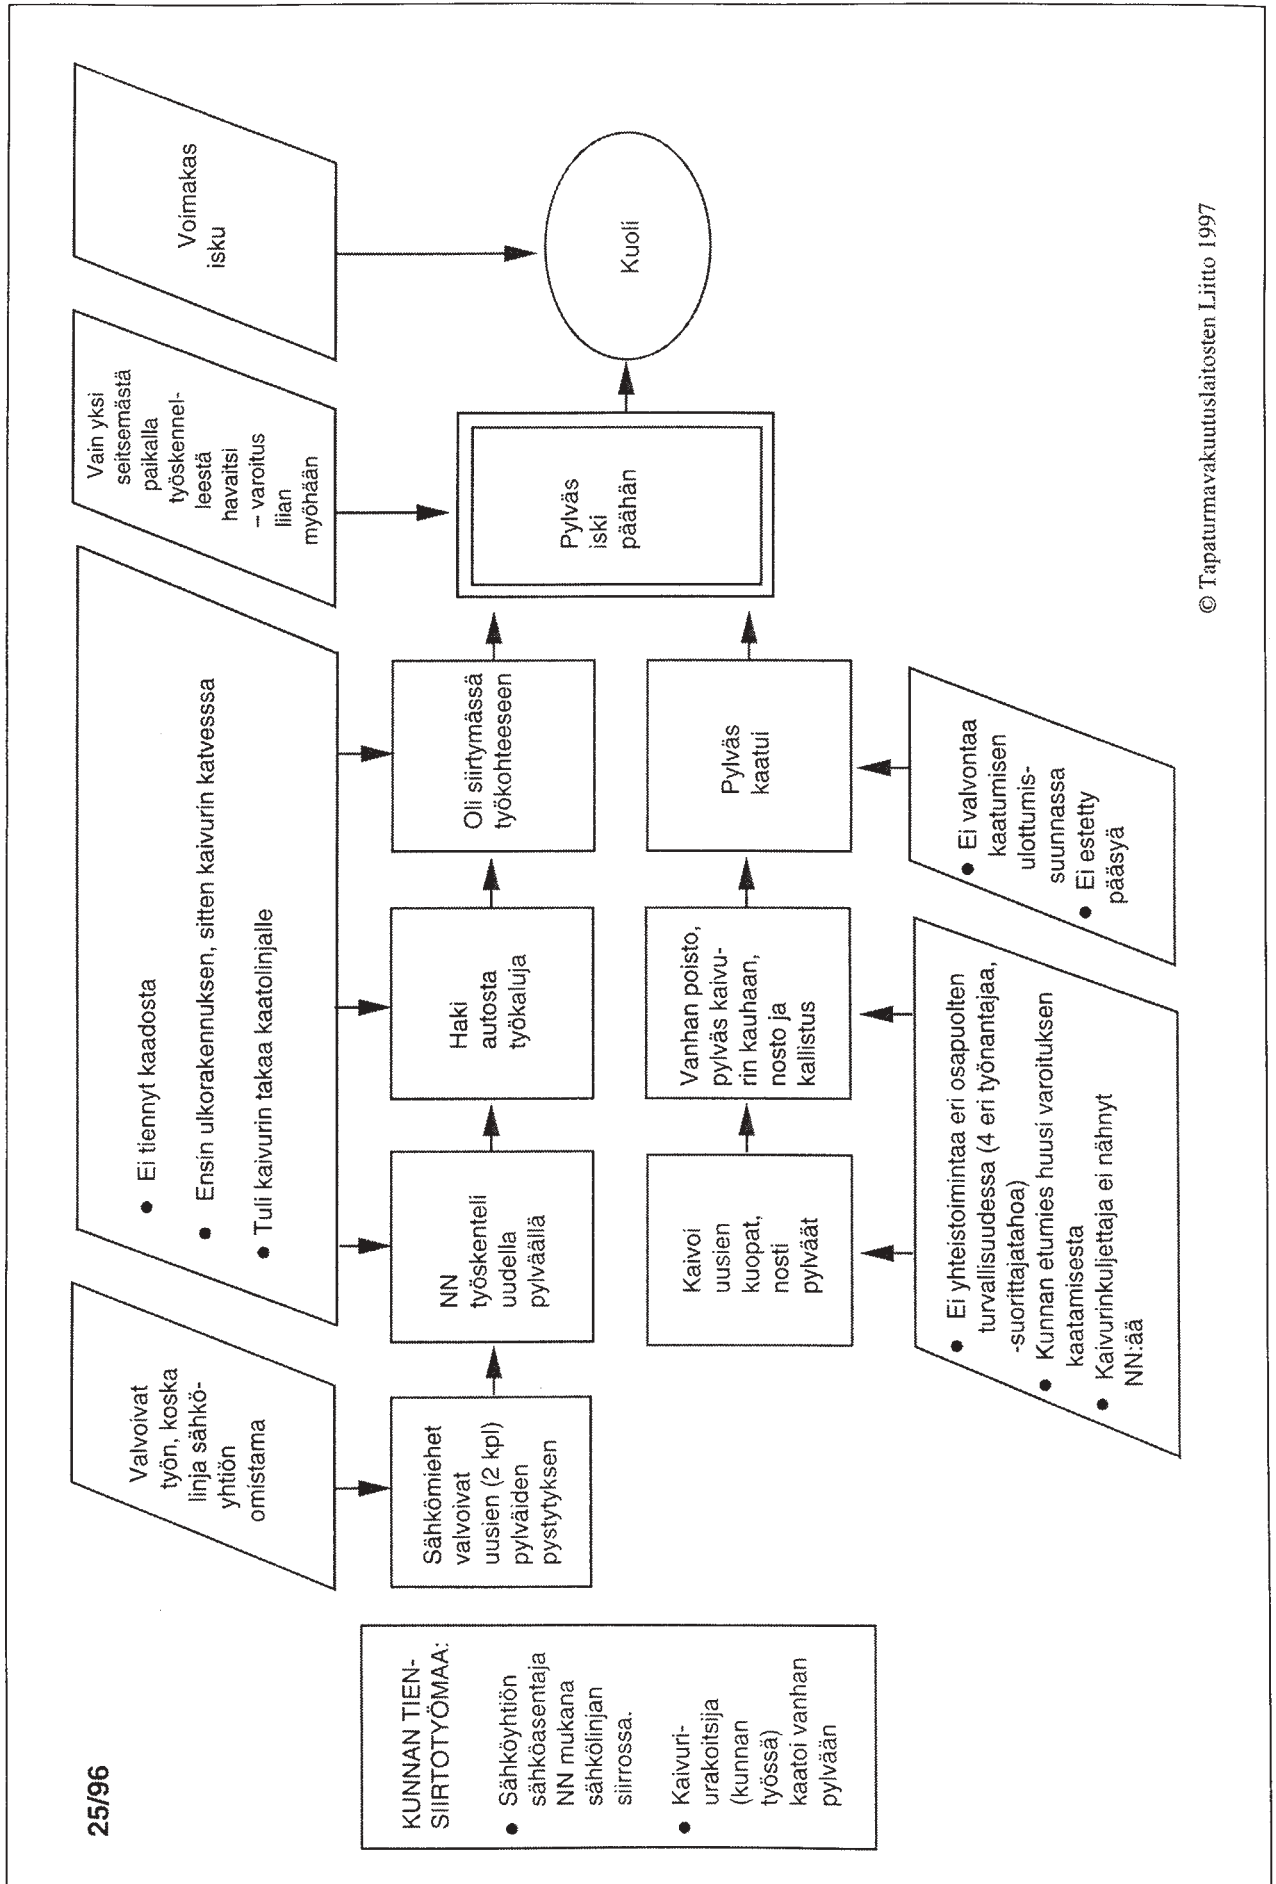 25/96
KUNNAN TIEN-
SIIRTOTYÖMAA:
• Sähköyhtiön
sähköasentaja
NN mukana
sähkölinjan
siirrossa.
• Kaivuri-
urakoitsija
(kunnan
työssä)
kaatoi vanhan
pylvään
Valvoivat
työn, koska
linja sähkö-
yhtiön
omistama
Sähkömiehet
valvoivat
uusien (2 kpl)
pylväiden
pystytyksen
• Ei tiennyt kaadosta
• Ensin ulkorakennuksen, sitten kaivurin katvesssa
• Tuli kaivurin takaa kaatolinjalle
NN
työskenteli
uudella
pylväällä
Haki
autosta
työkaluja
Oli siirtymässä
työkohteeseen
Kaivoi
uusien
kuopat,
nosti
pylväät
Vanhan poisto,
pylväs kaivu-
rin kauhaan,
nosto ja
kallistus
Pylväs
kaatui
• Ei yhteistoimintaa eri osapuolten
turvallisuudessa (4 eri työnantajaa,
-suorittajatahoa)
• Kunnan etumies huusi varoituksen
kaatamisesta
• Kaivurinkuljettaja ei nähnyt
NN:ää
• Ei valvontaa
kaatumisen
ulottumis-
suunnassa
• Ei estetty
pääsyä
Vain yksi
seitsemästä
paikalla
työskennel-
leestä
havaitsi
– varoitus
liian
myöhään
Pylväs
iski
päähän
Voimakas
isku
Kuoli
© Tapaturmavakuutuslaitosten Liitto 1997